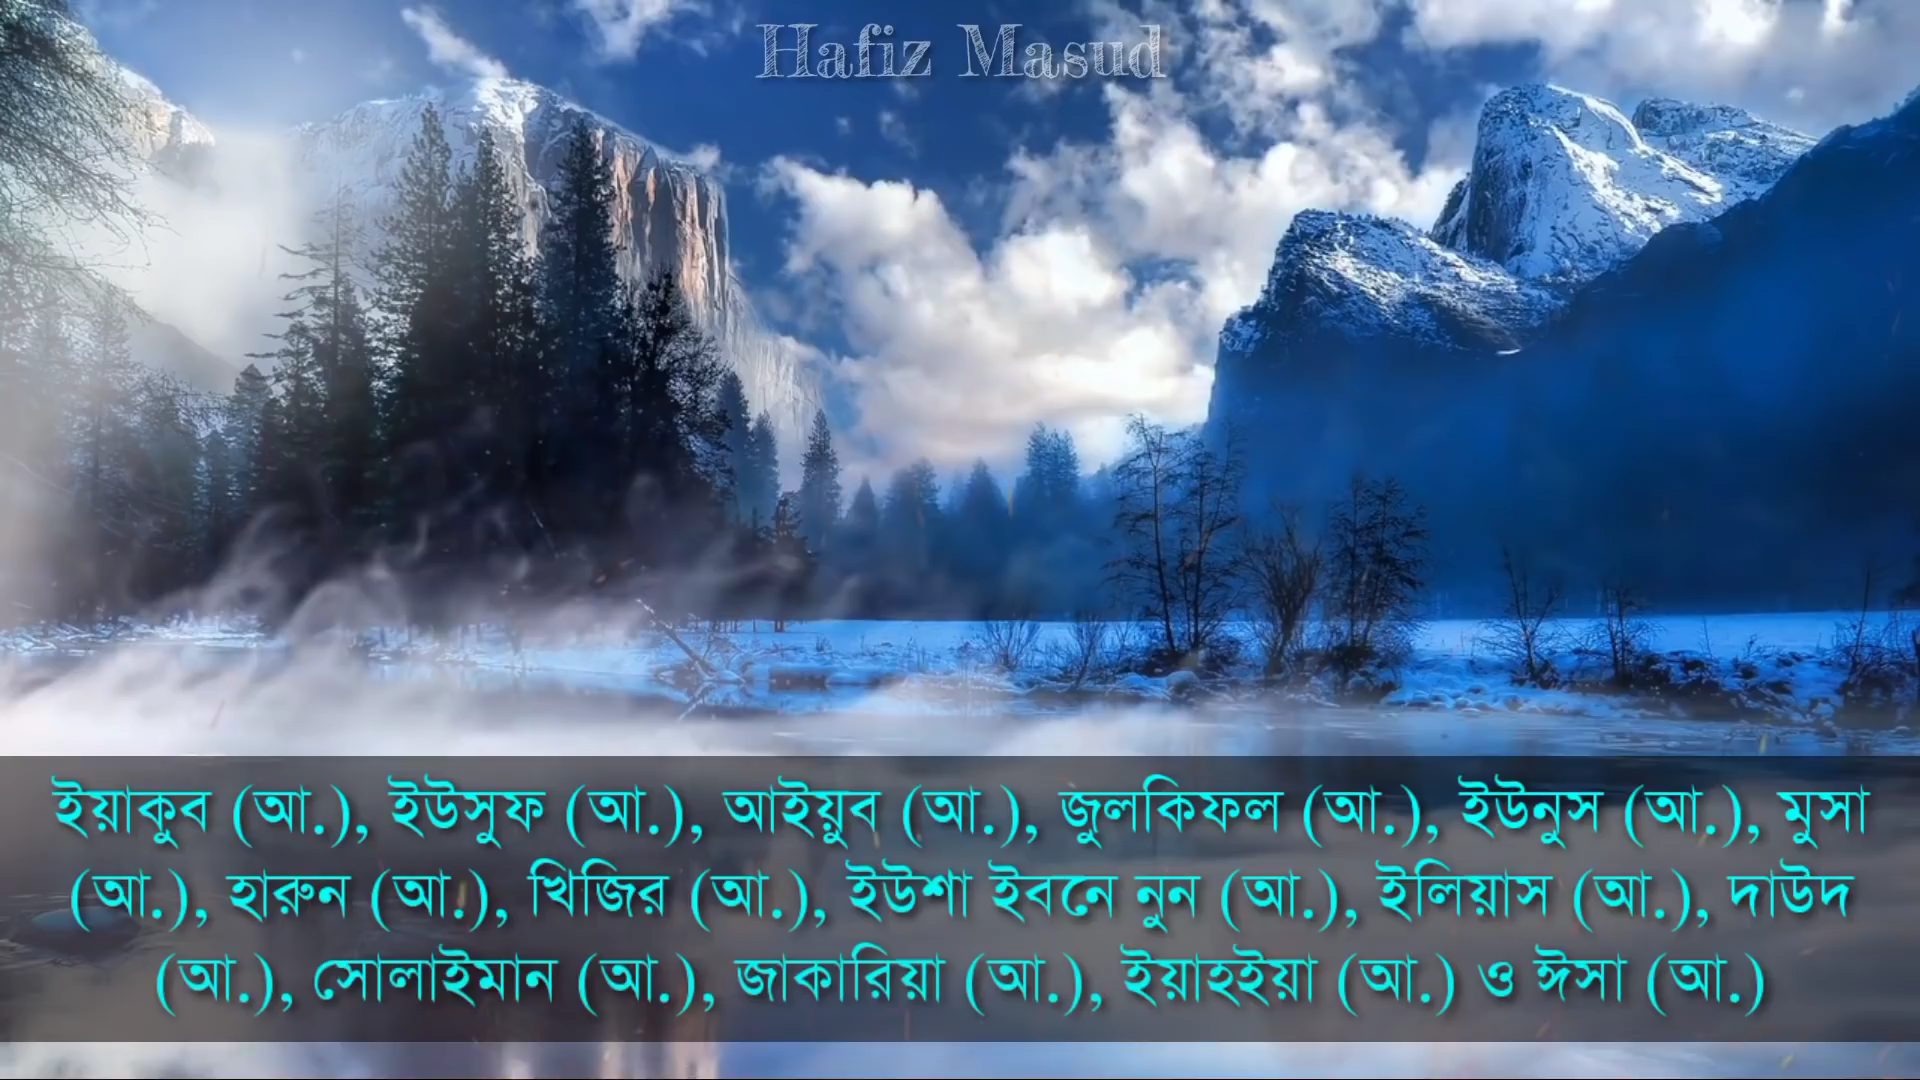 Hafiz Masud
ইয়াকুব (আ.), ইউসুফ (আ.), আইয়ুব (আ.), জুলকিফল (আ.), ইউনুস (আ.), মুসা
(আ.), হারুন (আ.), খিজির (আ.), ইউশা ইবনে নুন (আ.), ইলিয়াস (আ.), দাউদ
(আ.), সোলাইমান (আ.), জাকারিয়া (আ.), ইয়াহইয়া (আ.) ও ঈসা (আ.)